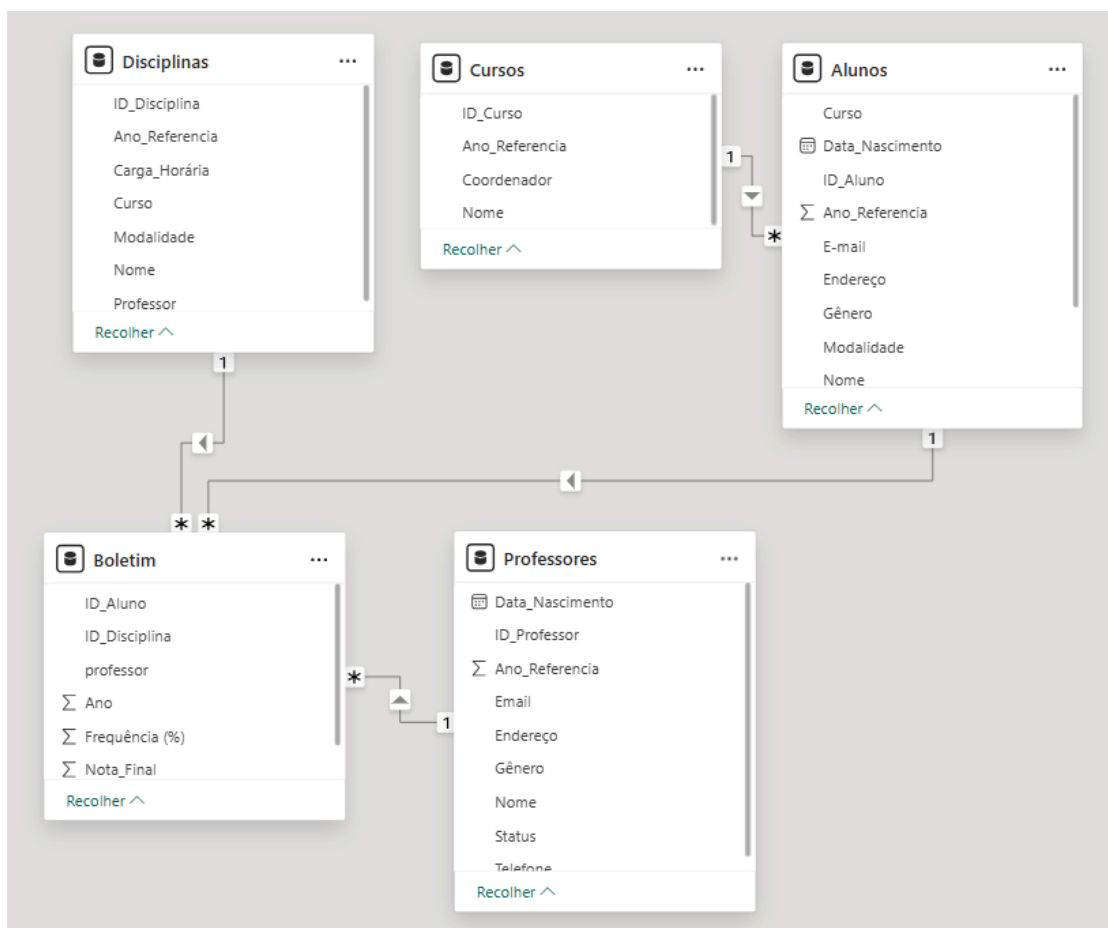 Disciplinas
ID_Disciplina
Ano_Referencia
Carga_Horária
Curso
Modalidade
Nome
Professor
Recolher
1
Cursos
ID_Curso
Ano_Referencia
Coordenador
Nome
Recolher
1
*
Alunos
Curso
Data_Nascimento
ID_Aluno
Σ Ano_Referencia
E-mail
Endereço
Gênero
Modalidade
Nome
Recolher
1
* *
Boletim
ID_Aluno
ID_Disciplina
professor
Σ Ano
Σ Frequência (%)
Σ Nota_Final
Recolher
*
1
Professores
Data_Nascimento
ID_Professor
Σ Ano_Referencia
Email
Endereço
Gênero
Nome
Status
Telefone
Recolher